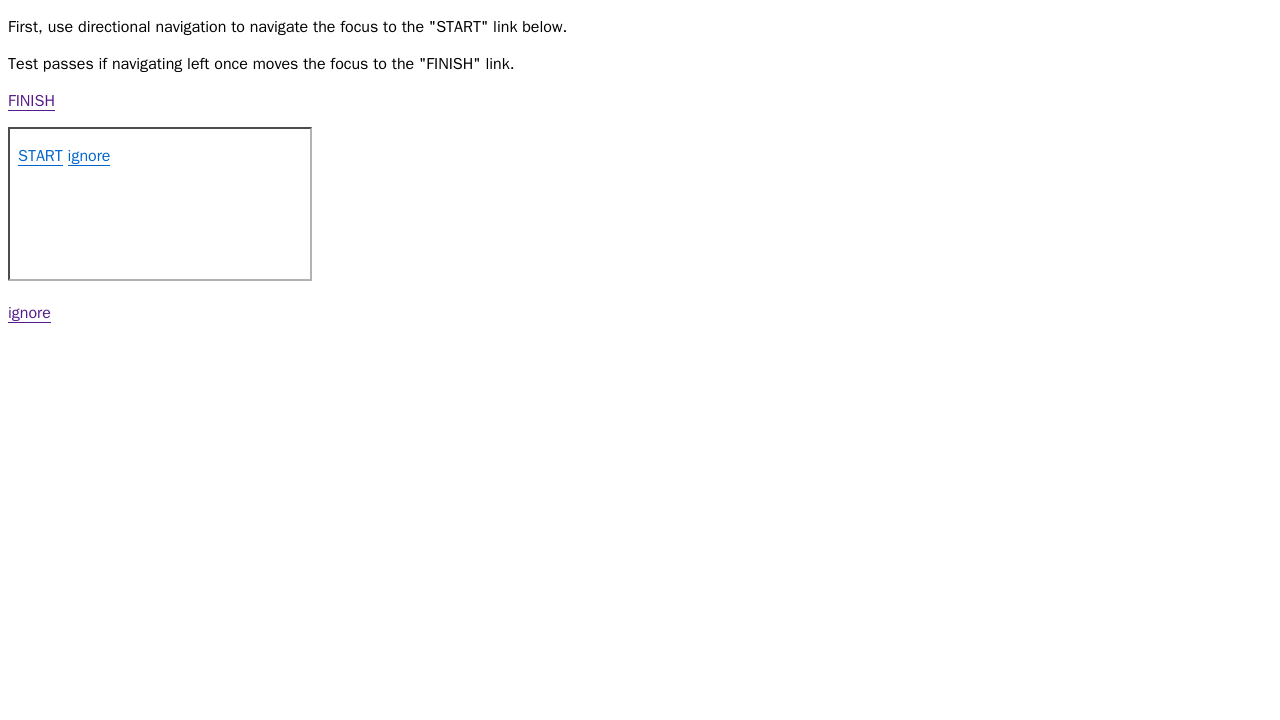 First, use directional navigation to navigate the focus to the "START" link below.
Test passes if navigating left once moves the focus to the "FINISH" link.
FINISH
START ignore
ignore